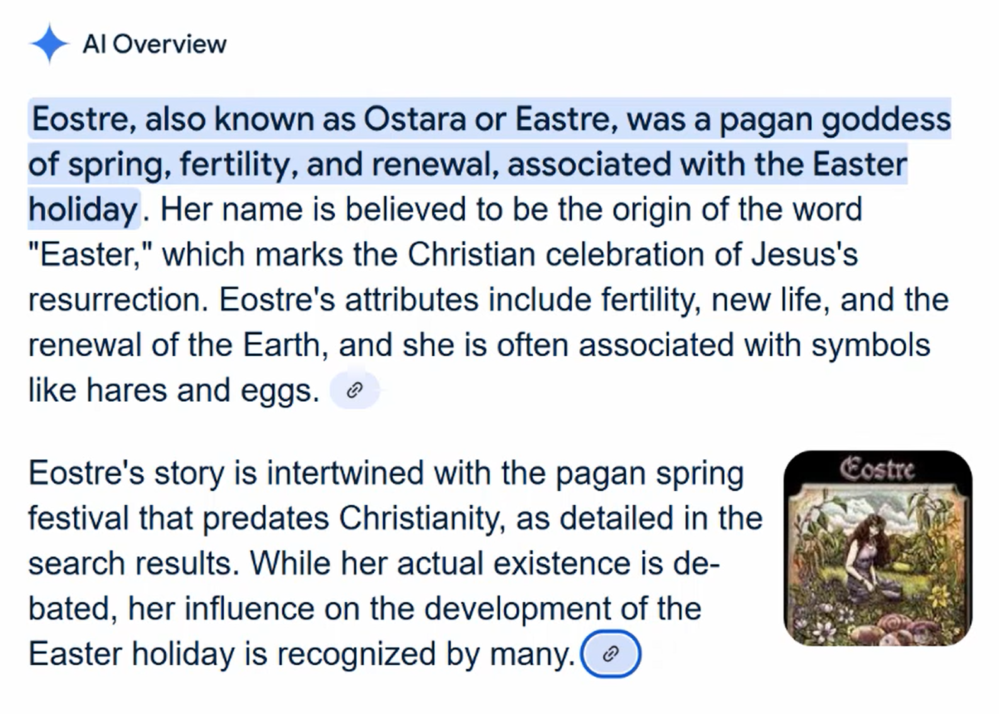 AI Overview
Eostre, also known as Ostara or Eastre, was a pagan goddess
of spring, fertility, and renewal, associated with the Easter
holiday. Her name is believed to be the origin of the word
"Easter," which marks the Christian celebration of Jesus's
resurrection. Eostre's attributes include fertility, new life, and the
renewal of the Earth, and she is often associated with symbols
like hares and eggs.
Eostre's story is intertwined with the pagan spring
festival that predates Christianity, as detailed in the
search results. While her actual existence is de-
bated, her influence on the development of the
Easter holiday is recognized by many.
Eostre